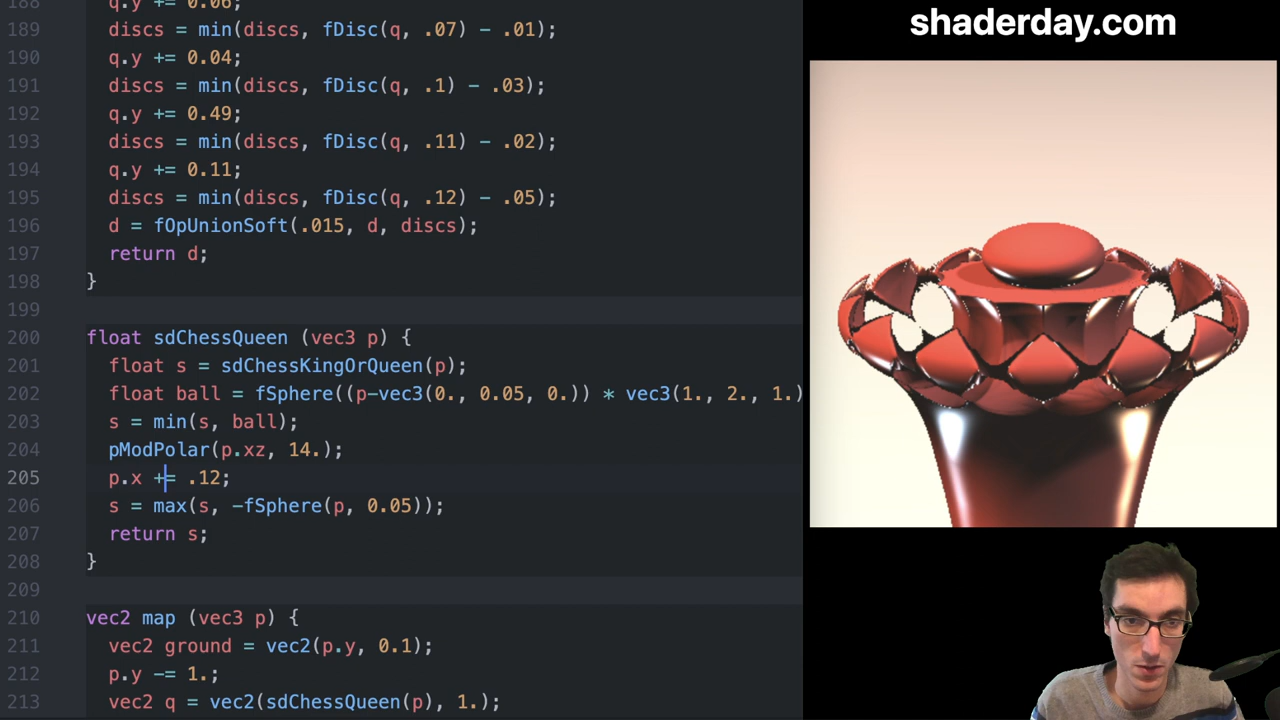 188 q.y += 0.06;
189 discs = min(discs, fDisc(q, .07) - .01);
190 q.y += 0.04;
191 discs = min(discs, fDisc(q, .1) - .03);
192 q.y += 0.49;
193 discs = min(discs, fDisc(q, .11) - .02);
194 q.y += 0.11;
195 discs = min(discs, fDisc(q, .12) - .05);
196 d = fOpUnionSoft(.015, d, discs);
197 return d;
198 }
199
200 float sdChessQueen (vec3 p) {
201 float s = sdChessKingOrQueen(p);
202 float ball = fSphere((p-vec3(0., 0.05, 0.)) * vec3(1., 2., 1.)
203 s = min(s, ball);
204 pModPolar(p.xz, 14.);
205 p.x += .12;
206 s = max(s, -fSphere(p, 0.05));
207 return s;
208 }
209
210 vec2 map (vec3 p) {
211 vec2 ground = vec2(p.y, 0.1);
212 p.y -= 1.;
213 vec2 q = vec2(sdChessQueen(p), 1.);
shaderday.com